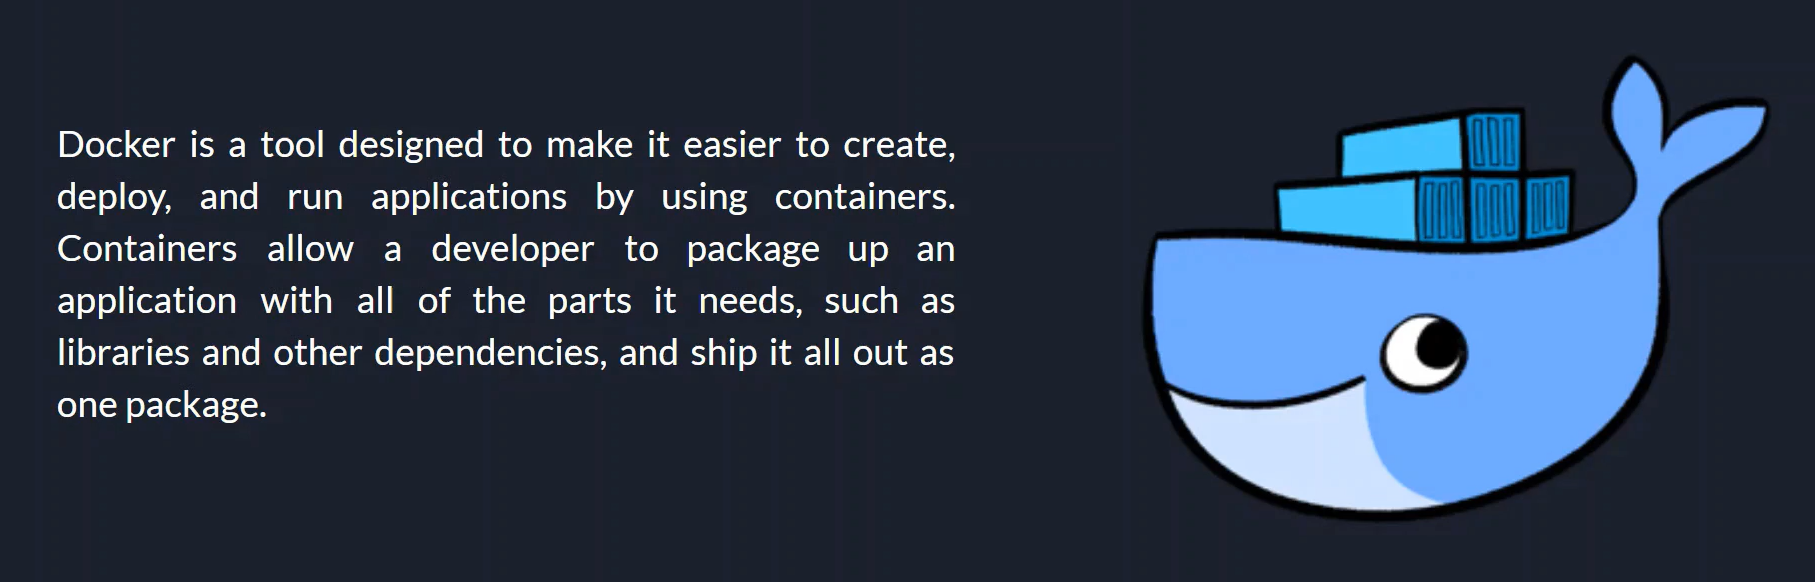 Docker is a tool designed to make it easier to create,
deploy, and run applications by using containers.
Containers allow a developer to package up an
application with all of the parts it needs, such as
libraries and other dependencies, and ship it all out as
one package.